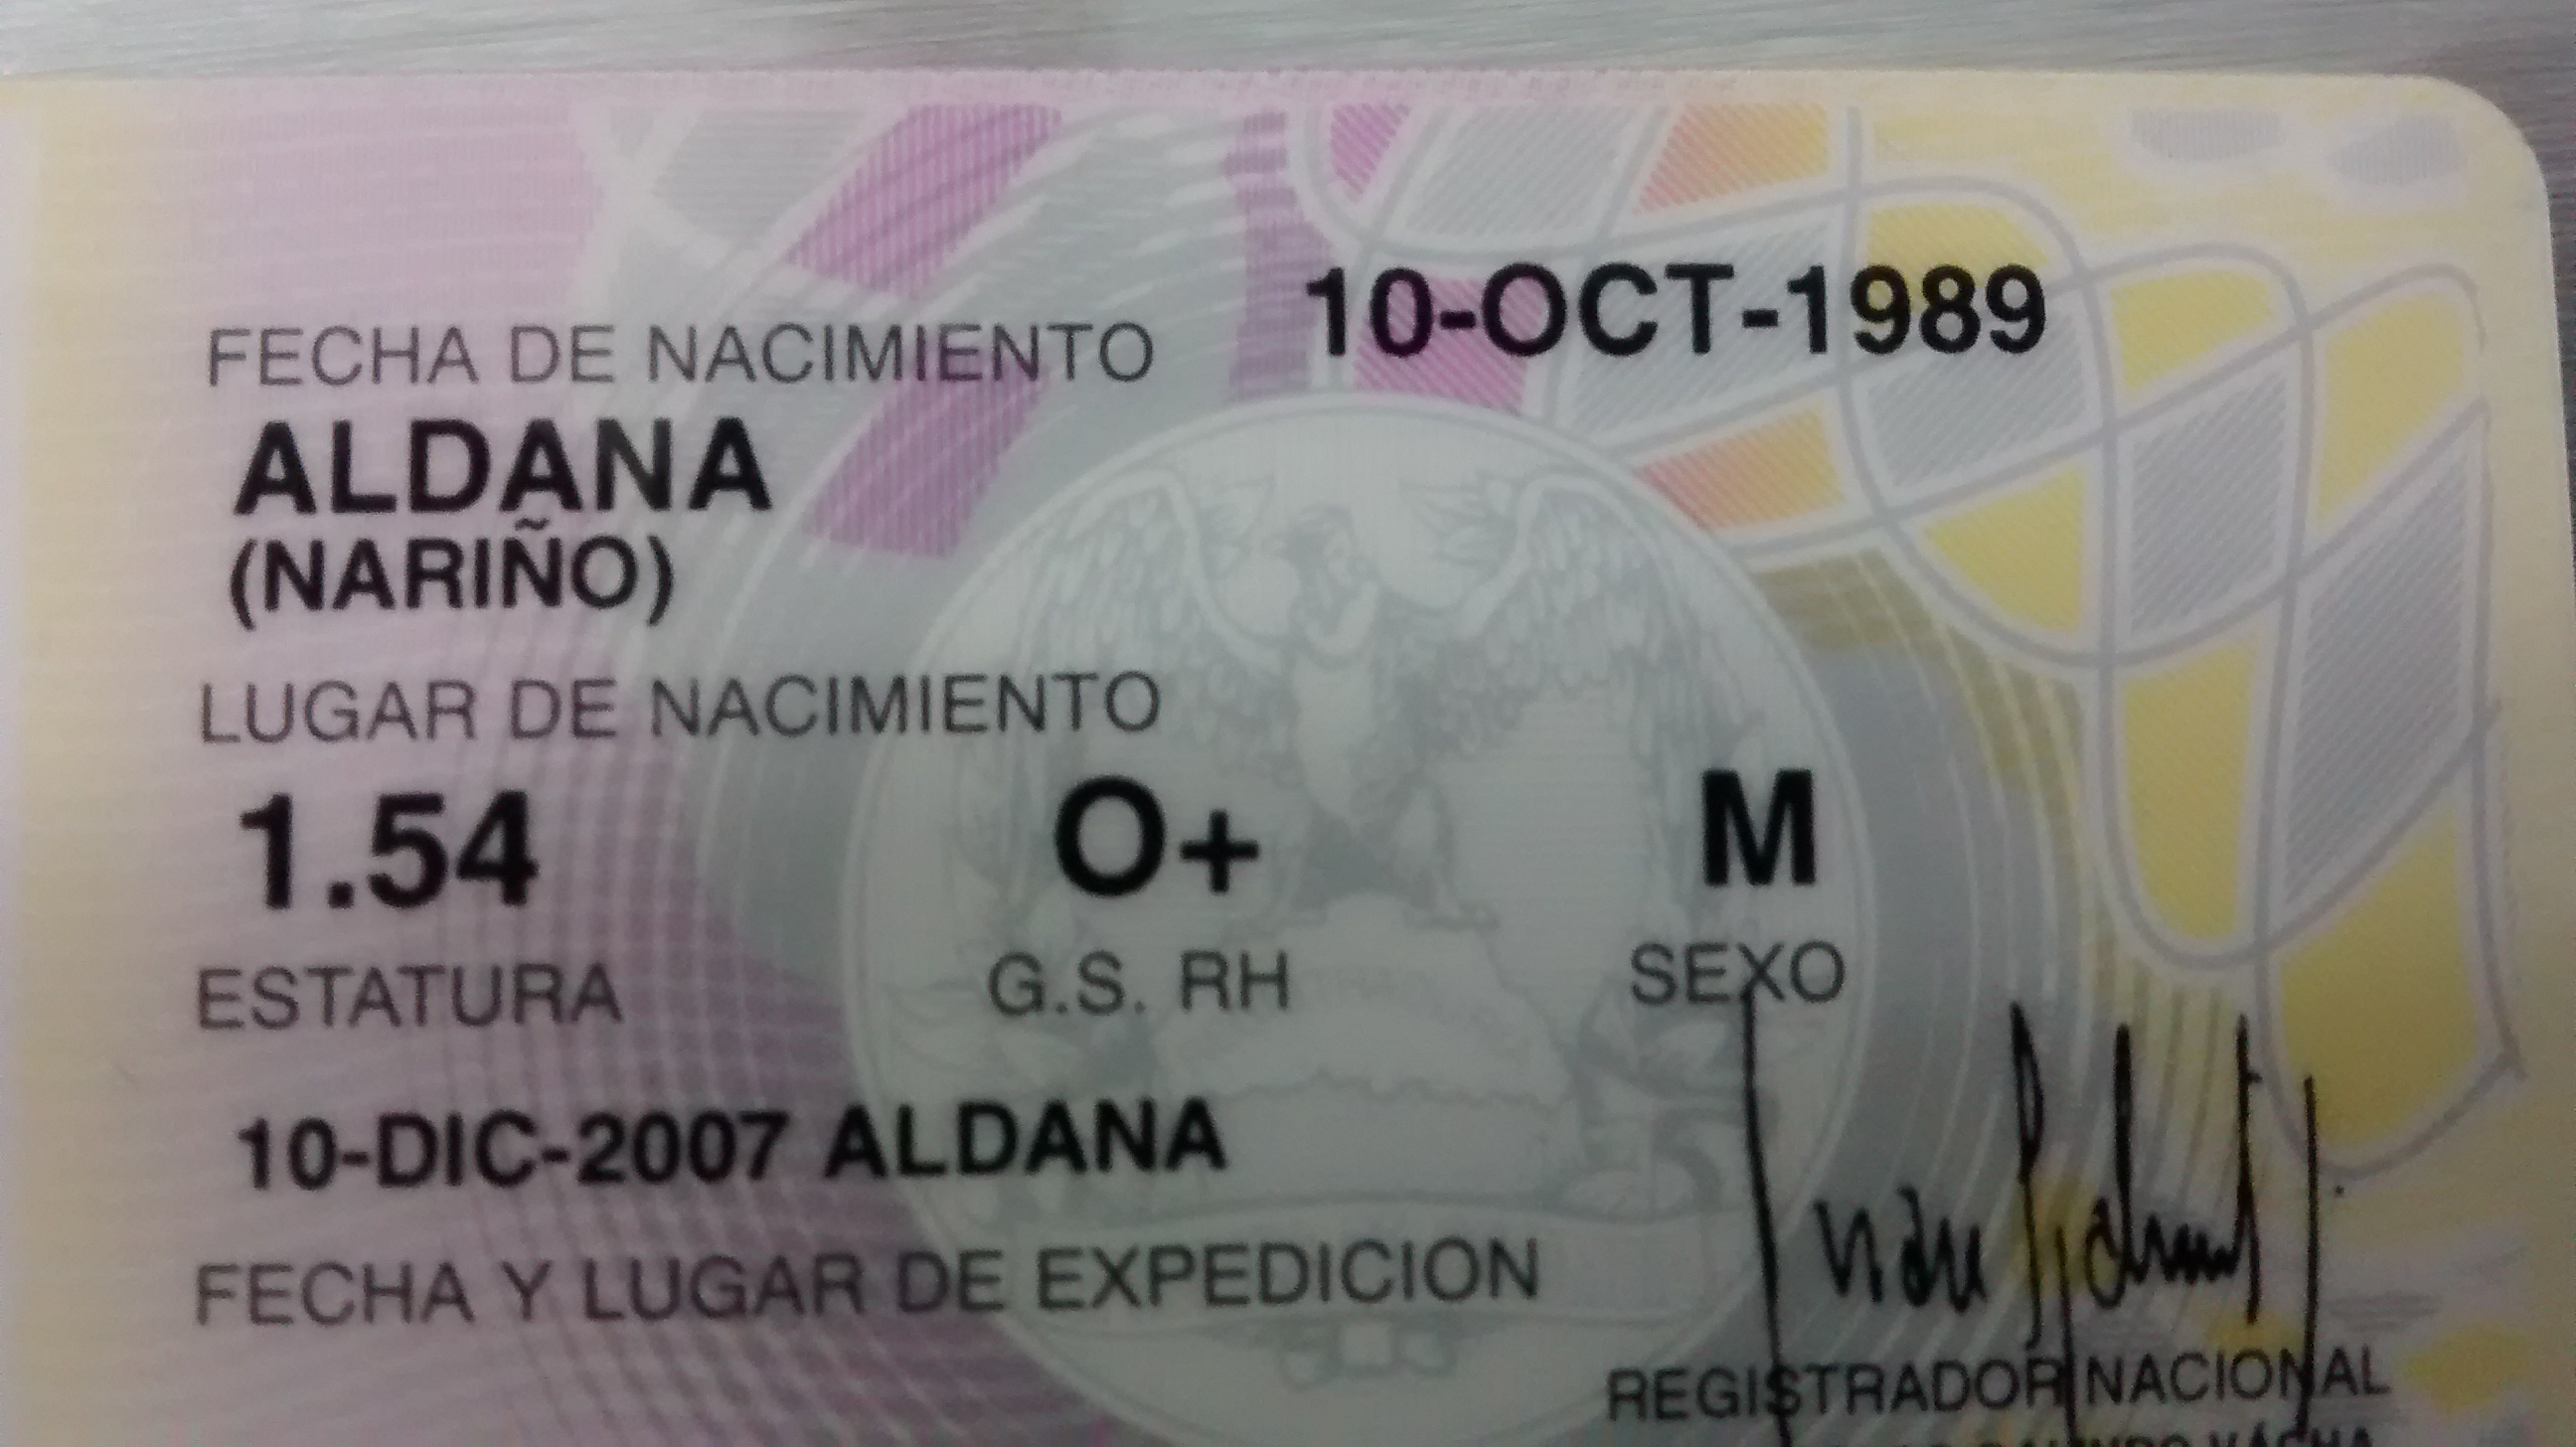 10-OCT-1989
FECHA DE NACIMIENTO
ALDANA
(NARIÑO)
LUGAR DE NACIMIENTO
1.54 O+ M
ESTATURA G.S. RH SEXO
10-DIC-2007 ALDANA
FECHA Y LUGAR DE EXPEDICION
REGISTRADOR NACIONAL